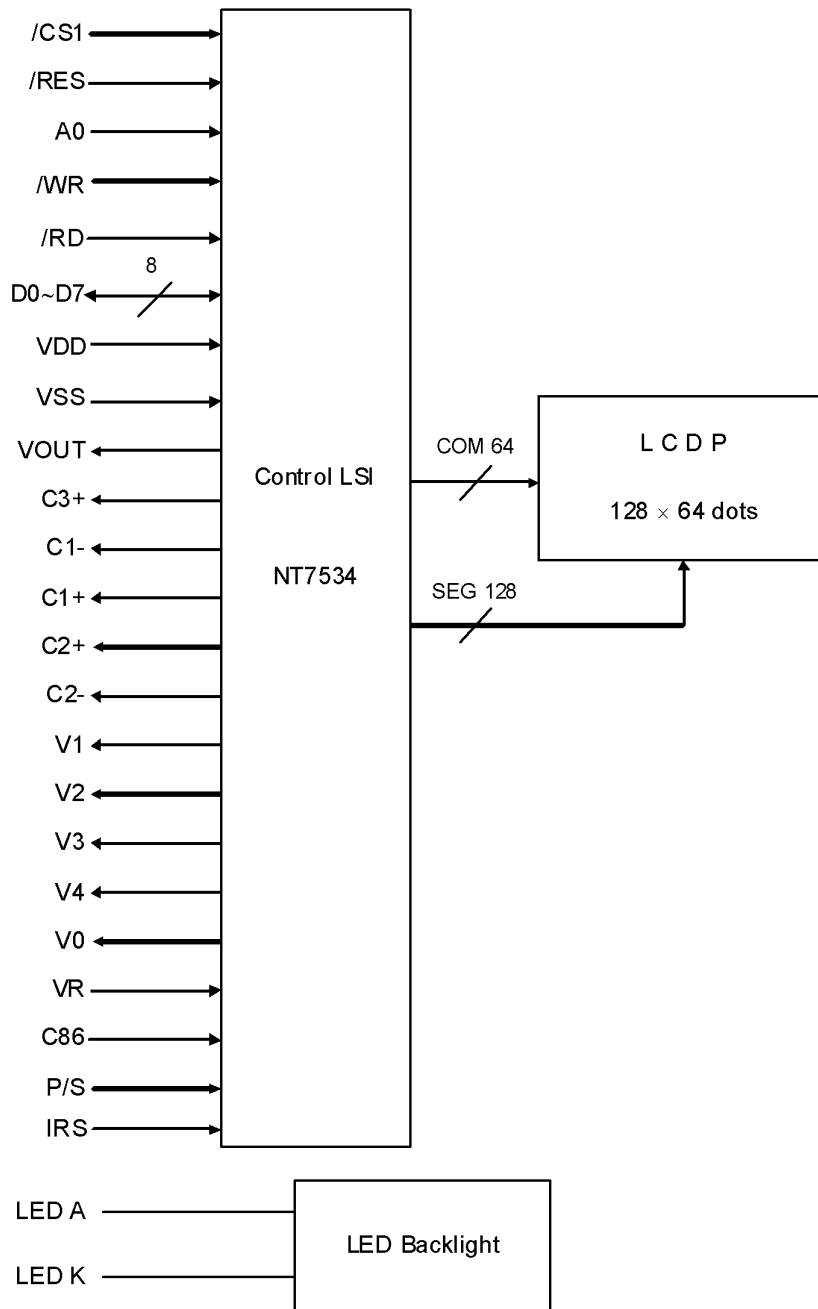 /CS1
/RES
A0
/WR
/RD
8
D0~D7
VDD
VSS
VOUT
C3+
C1-
C1+
C2+
C2-
V1
V2
V3
V4
V0
VR
C86
P/S
IRS
Control LSI
NT7534
COM 64
SEG 128
L C D P
128 × 64 dots
LED A
LED K
LED Backlight